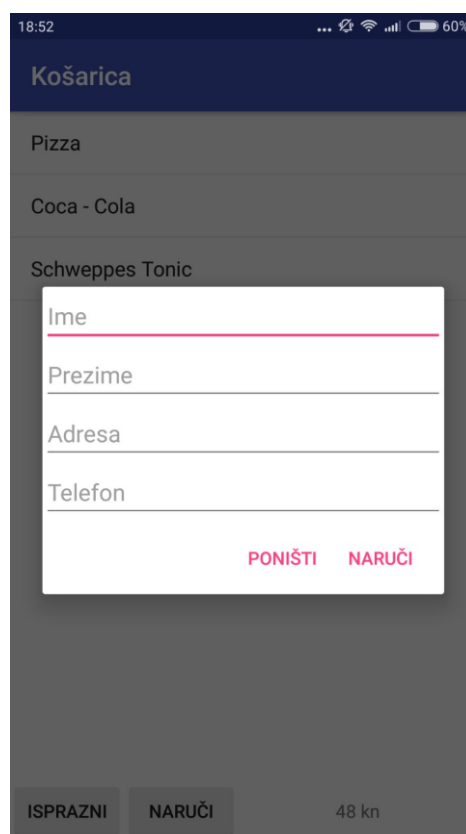 18:52 ... 60%
Košarica
Pizza
Coca - Cola
Schweppes Tonic
Ime
Prezime
Adresa
Telefon
PONIŠTI NARUČI
ISPRAZNI NARUČI 48 kn